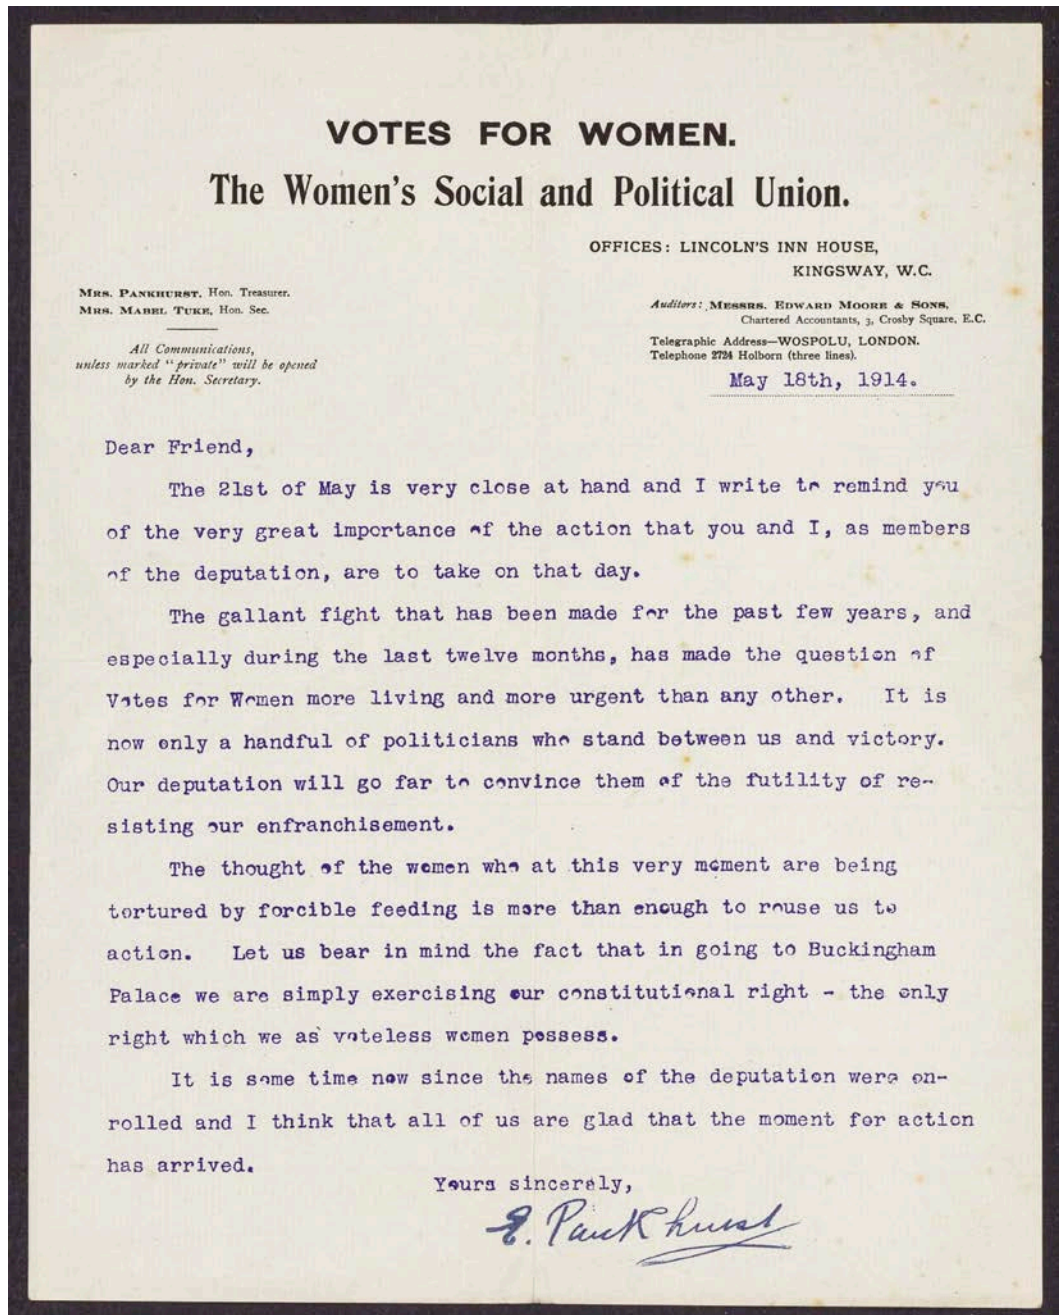 VOTES FOR WOMEN.
The Women's Social and Political Union.
OFFICES: LINCOLN'S INN HOUSE,
KINGSWAY, W.C.
MRS. PANKHURST, Hon. Treasurer.
MRS. MABEL TUKE, Hon. Sec.
All Communications,
unless marked "private" will be opened
by the Hon. Secretary.
Auditors: MESSRS. EDWARD MOORE & SONS,
Chartered Accountants, 3, Crosby Square, E.C.
Telegraphic Address—WOSPOLU, LONDON.
Telephone 2724 Holborn (three lines).
May 18th, 1914.
Dear Friend,
The 21st of May is very close at hand and I write to remind you
of the very great importance of the action that you and I, as members
of the deputation, are to take on that day.
The gallant fight that has been made for the past few years, and
especially during the last twelve months, has made the question of
Votes for Women more living and more urgent than any other. It is
now only a handful of politicians who stand between us and victory.
Our deputation will go far to convince them of the futility of re-
sisting our enfranchisement.
The thought of the women who at this very moment are being
tortured by forcible feeding is more than enough to rouse us to
action. Let us bear in mind the fact that in going to Buckingham
Palace we are simply exercising our constitutional right - the only
right which we as voteless women possess.
It is some time now since the names of the deputation were en-
rolled and I think that all of us are glad that the moment for action
has arrived.
Yours sincerely,
E. Pankhurst